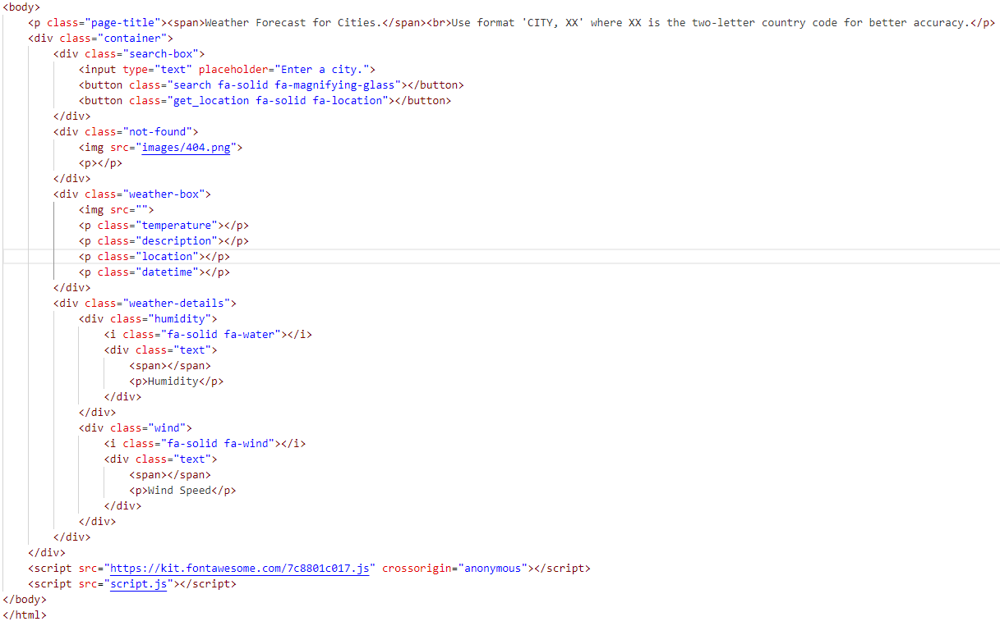 <body>
<p class="page-title"><span>Weather Forecast for Cities.</span><br>Use format 'CITY, XX' where XX is the two-letter country code for better accuracy.</p>
<div class="container">
<div class="search-box">
<input type="text" placeholder="Enter a city.">
<button class="search fa-solid fa-magnifying-glass"></button>
<button class="get_location fa-solid fa-location"></button>
</div>
<div class="not-found">
<img src="images/404.png">
<p></p>
</div>
<div class="weather-box">
<img src="">
<p class="temperature"></p>
<p class="description"></p>
<p class="location"></p>
<p class="datetime"></p>
</div>
<div class="weather-details">
<div class="humidity">
<i class="fa-solid fa-water"></i>
<div class="text">
<span></span>
<p>Humidity</p>
</div>
</div>
<div class="wind">
<i class="fa-solid fa-wind"></i>
<div class="text">
<span></span>
<p>Wind Speed</p>
</div>
</div>
</div>
</div>
<script src="https://kit.fontawesome.com/7c8801c017.js" crossorigin="anonymous"></script>
<script src="script.js"></script>
</body>
</html>